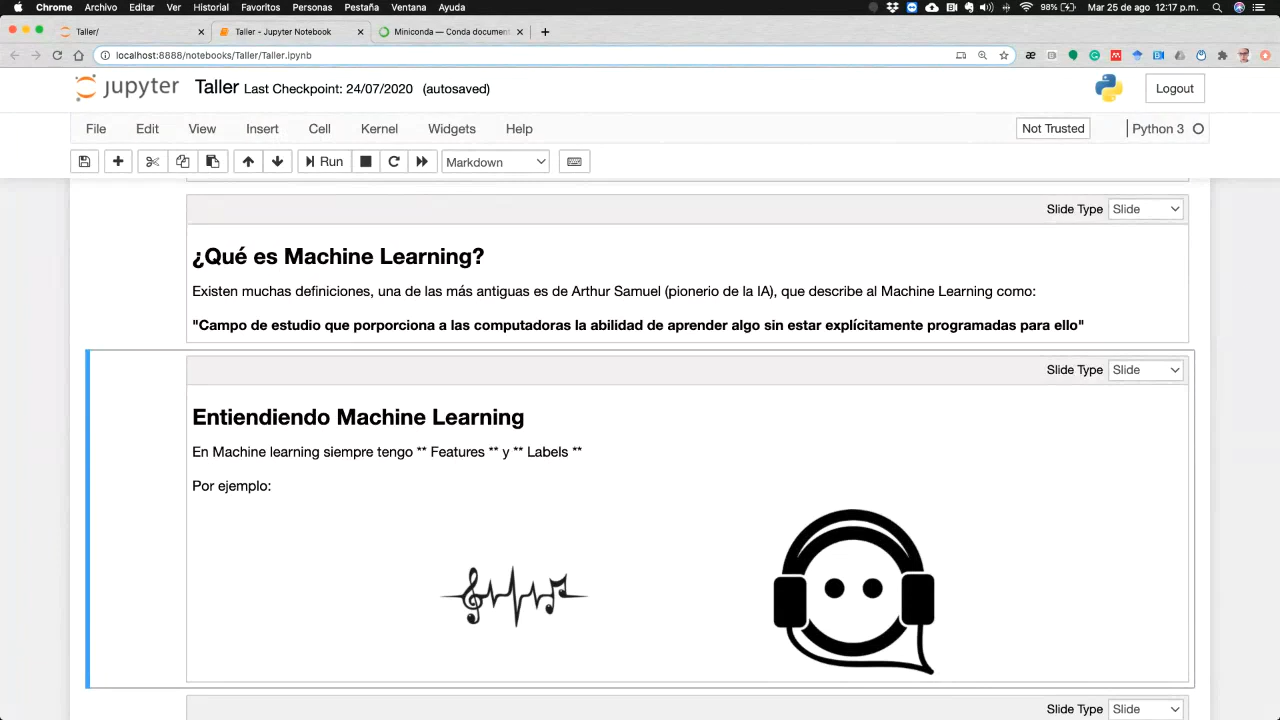 Chrome Archivo Editar Ver Historial Favoritos Personas Pestaña Ventana Ayuda 98% Mar 25 de ago 12:17 p.m.
Taller/ Taller - Jupyter Notebook Miniconda — Conda document
localhost:8888/notebooks/Taller/Taller.ipynb
jupyter Taller Last Checkpoint: 24/07/2020 (autosaved) Logout
File Edit View Insert Cell Kernel Widgets Help Not Trusted Python 3
Run Markdown
Slide Type Slide
¿Qué es Machine Learning?
Existen muchas definiciones, una de las más antiguas es de Arthur Samuel (pionerio de la IA), que describe al Machine Learning como:
"Campo de estudio que porporciona a las computadoras la abilidad de aprender algo sin estar explícitamente programadas para ello"
Slide Type Slide
Entiendiendo Machine Learning
En Machine learning siempre tengo ** Features ** y ** Labels **
Por ejemplo:
Slide Type Slide